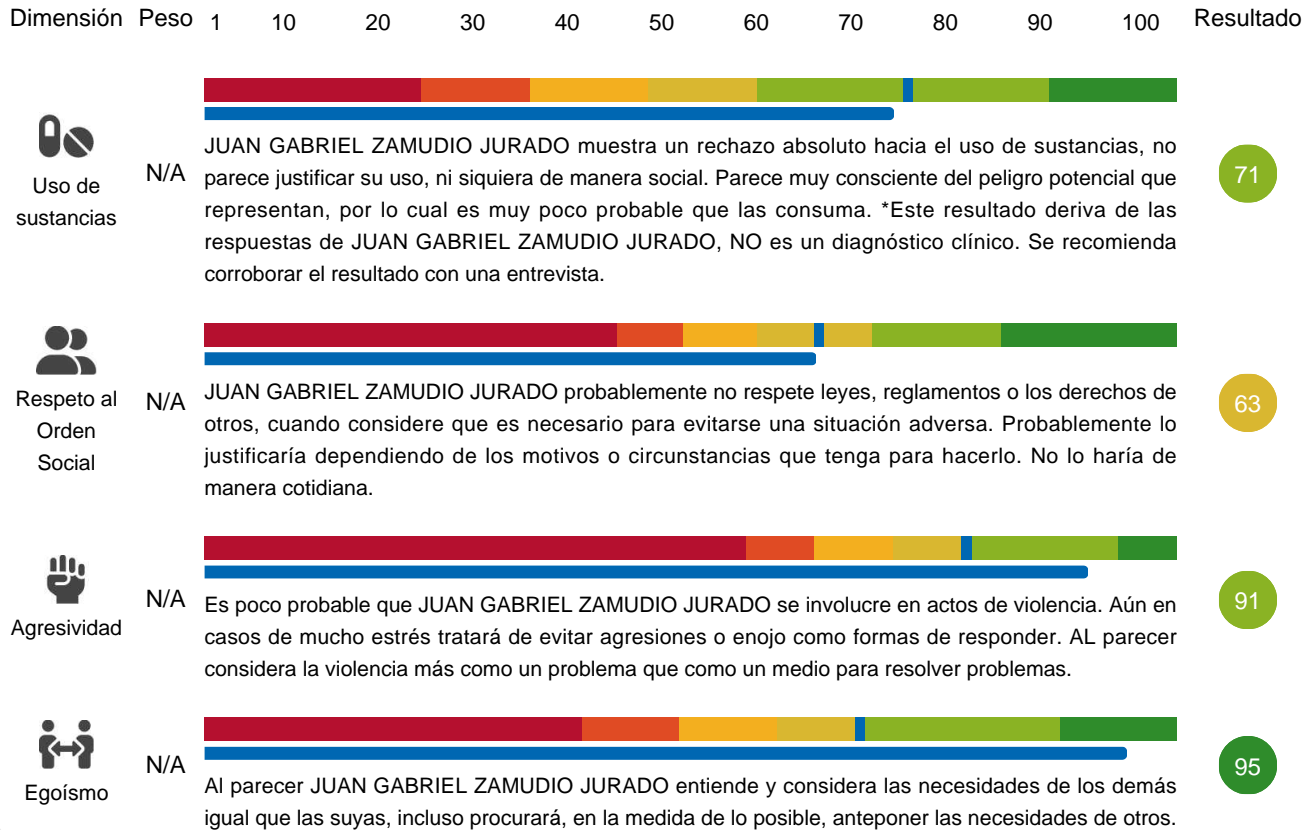 Dimensión Peso 1 10 20 30 40 50 60 70 80 90 100 Resultado
Uso de
sustancias
N/A
JUAN GABRIEL ZAMUDIO JURADO muestra un rechazo absoluto hacia el uso de sustancias, no
parece justificar su uso, ni siquiera de manera social. Parece muy consciente del peligro potencial que
representan, por lo cual es muy poco probable que las consuma. *Este resultado deriva de las
respuestas de JUAN GABRIEL ZAMUDIO JURADO, NO es un diagnóstico clínico. Se recomienda
corroborar el resultado con una entrevista.
71
Respeto al
Orden
Social
N/A
JUAN GABRIEL ZAMUDIO JURADO probablemente no respete leyes, reglamentos o los derechos de
otros, cuando considere que es necesario para evitarse una situación adversa. Probablemente lo
justificaría dependiendo de los motivos o circunstancias que tenga para hacerlo. No lo haría de
manera cotidiana.
63
Agresividad
N/A
Es poco probable que JUAN GABRIEL ZAMUDIO JURADO se involucre en actos de violencia. Aún en
casos de mucho estrés tratará de evitar agresiones o enojo como formas de responder. AL parecer
considera la violencia más como un problema que como un medio para resolver problemas.
91
Egoísmo
N/A
Al parecer JUAN GABRIEL ZAMUDIO JURADO entiende y considera las necesidades de los demás
igual que las suyas, incluso procurará, en la medida de lo posible, anteponer las necesidades de otros.
95